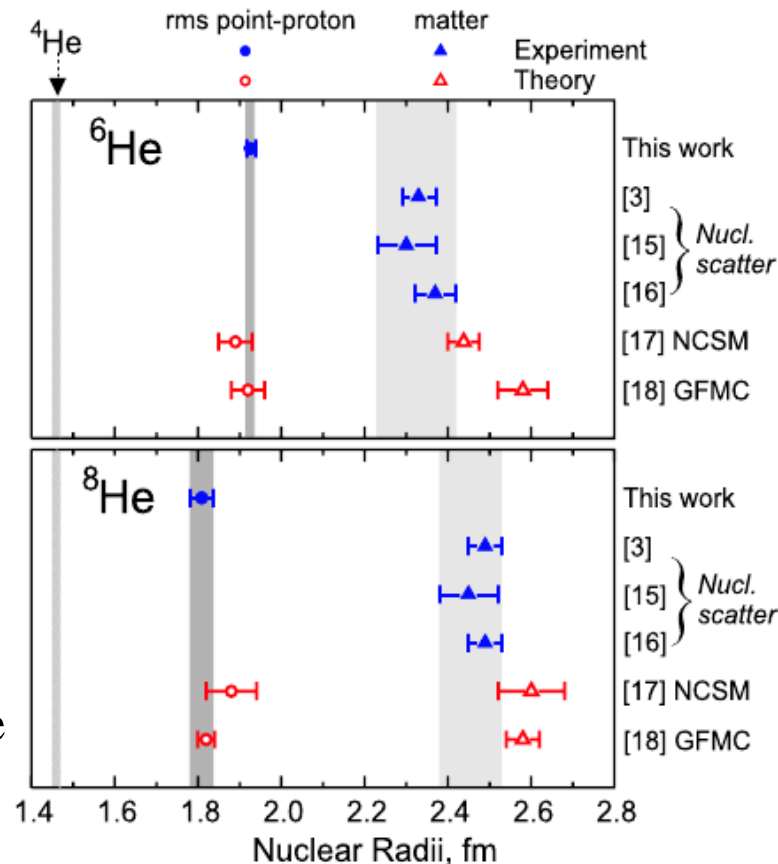 rms point-proton matter
⁴He
Experiment
Theory
⁶He
This work
[3]
[15]
[16]
Nucl.
scatter
[17] NCSM
[18] GFMC
⁸He
This work
[3]
[15]
[16]
Nucl.
scatter
[17] NCSM
[18] GFMC
e
1.4 1.6 1.8 2.0 2.2 2.4 2.6 2.8
Nuclear Radii, fm